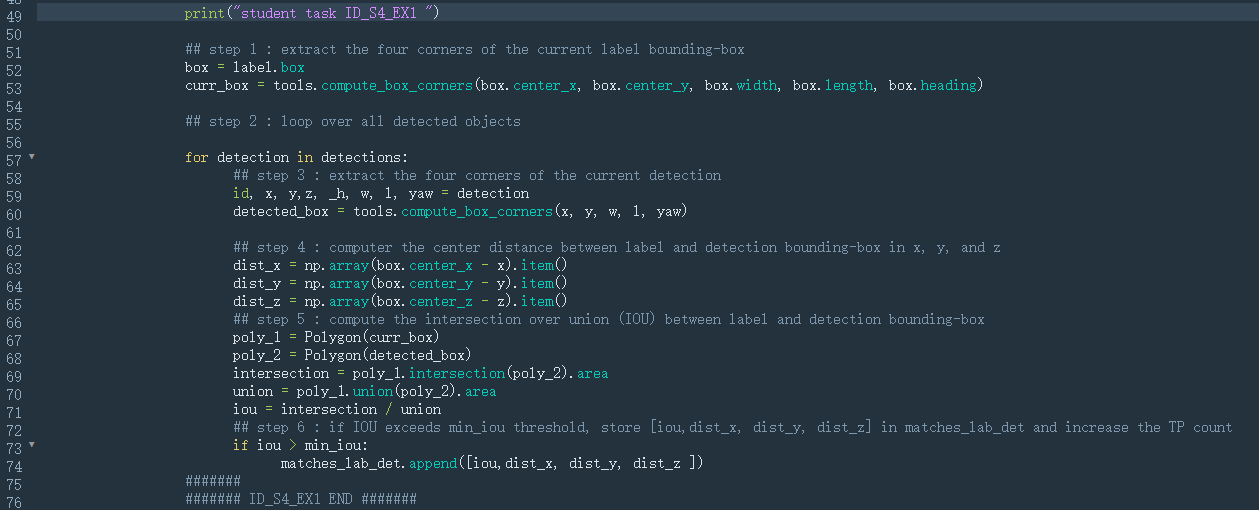 48
49 print("student task ID_S4_EX1 ")
50
51 ## step 1 : extract the four corners of the current label bounding-box
52 box = label.box
53 curr_box = tools.compute_box_corners(box.center_x, box.center_y, box.width, box.length, box.heading)
54
55 ## step 2 : loop over all detected objects
56
57 for detection in detections:
58 ## step 3 : extract the four corners of the current detection
59 id, x, y,z, _h, w, l, yaw = detection
60 detected_box = tools.compute_box_corners(x, y, w, l, yaw)
61
62 ## step 4 : computer the center distance between label and detection bounding-box in x, y, and z
63 dist_x = np.array(box.center_x - x).item()
64 dist_y = np.array(box.center_y - y).item()
65 dist_z = np.array(box.center_z - z).item()
66 ## step 5 : compute the intersection over union (IOU) between label and detection bounding-box
67 poly_1 = Polygon(curr_box)
68 poly_2 = Polygon(detected_box)
69 intersection = poly_1.intersection(poly_2).area
70 union = poly_1.union(poly_2).area
71 iou = intersection / union
72 ## step 6 : if IOU exceeds min_iou threshold, store [iou,dist_x, dist_y, dist_z] in matches_lab_det and increase the TP count
73 if iou > min_iou:
74 matches_lab_det.append([iou,dist_x, dist_y, dist_z ])
75 #######
76 ####### ID_S4_EX1 END #######